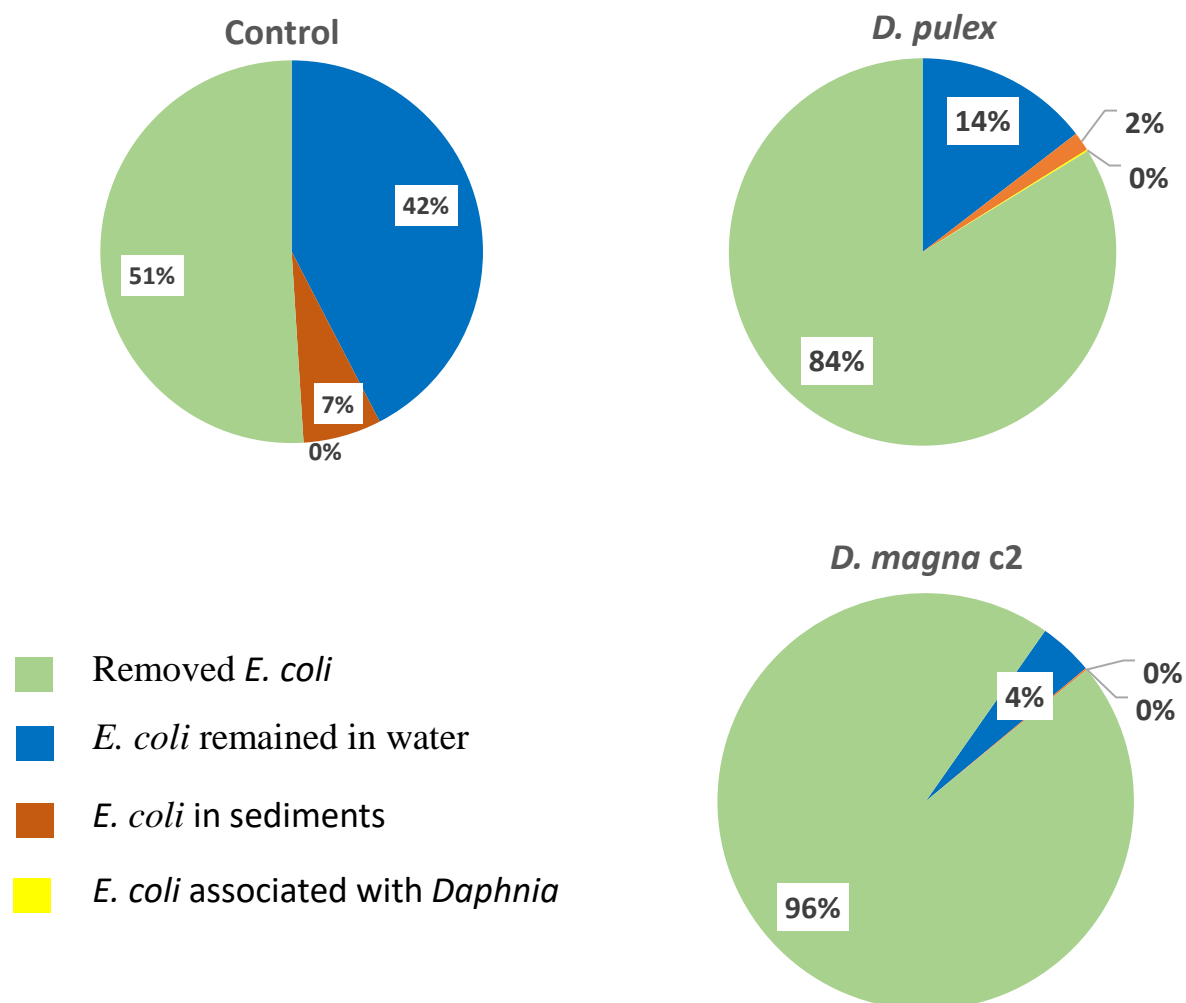 Control
42%
51%
7%
0%
D. pulex
14%
2%
0%
84%
D. magna c2
0%
4%
0%
96%
Removed E. coli
E. coli remained in water
E. coli in sediments
E. coli associated with Daphnia